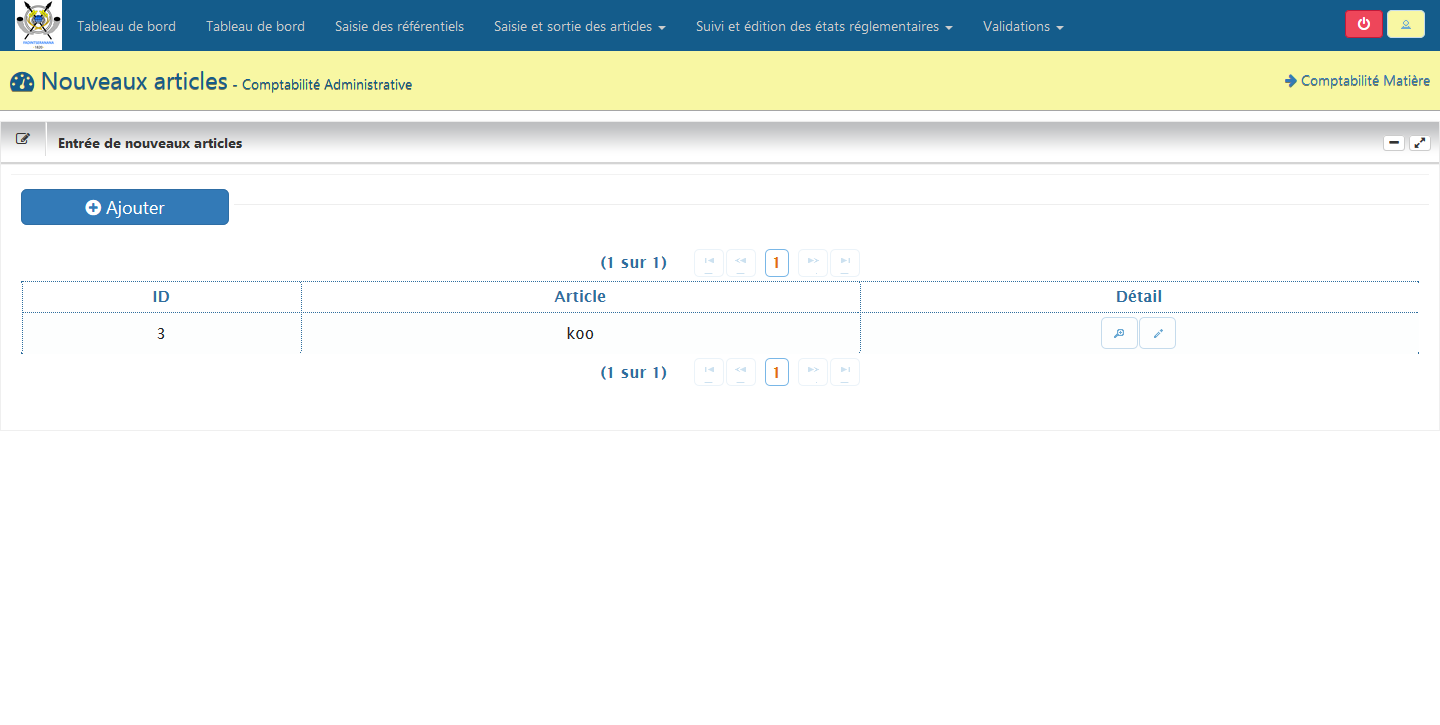 Tableau de bord Tableau de bord Saisie des référentiels Saisie et sortie des articles Suivi et édition des états réglementaires Validations
Nouveaux articles - Comptabilité Administrative Comptabilité Matière
Entrée de nouveaux articles
Ajouter
(1 sur 1) 1
ID Article Détail
3 koo
(1 sur 1) 1